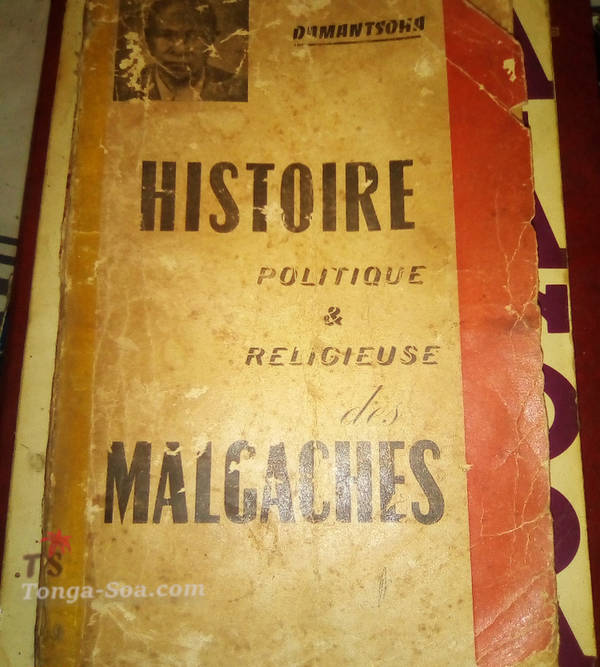 DAMANTSOHA
HISTOIRE
POLITIQUE
&
RELIGIEUSE
des
MALGACHES
.TS
Tonga-Soa.com